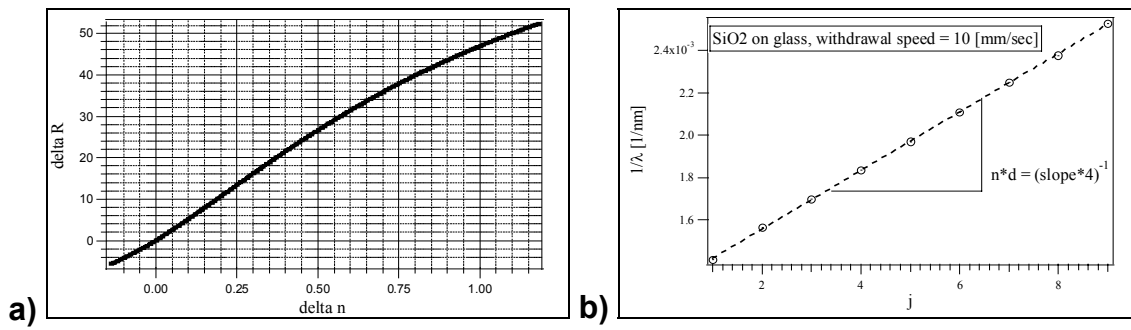 50
40
30
20
10
0
delta R
0.00 0.25 0.50 0.75 1.00
delta n
a)
SiO2 on glass, withdrawal speed = 10 [mm/sec]
2.4x10⁻³
2.2
2.0
1.8
1.6
1/λ [1/nm]
n*d = (slope*4)⁻¹
2 4 6 8
j
b)